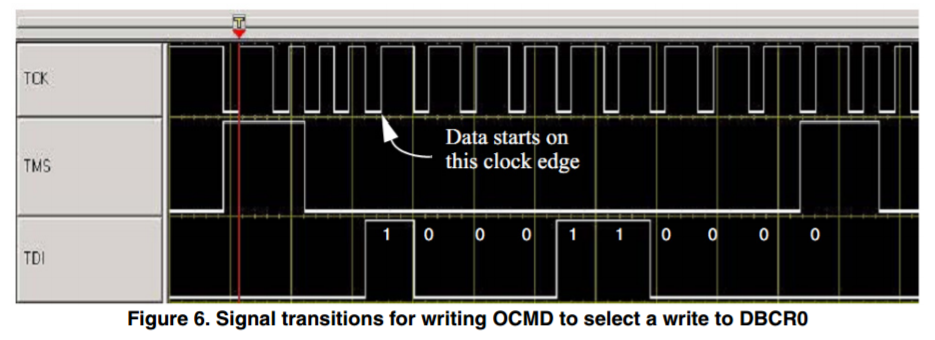 T
TCK
Data starts on
this clock edge
TMS
TDI
1 0 0 0 1 1 0 0 0 0
Figure 6. Signal transitions for writing OCMD to select a write to DBCR0